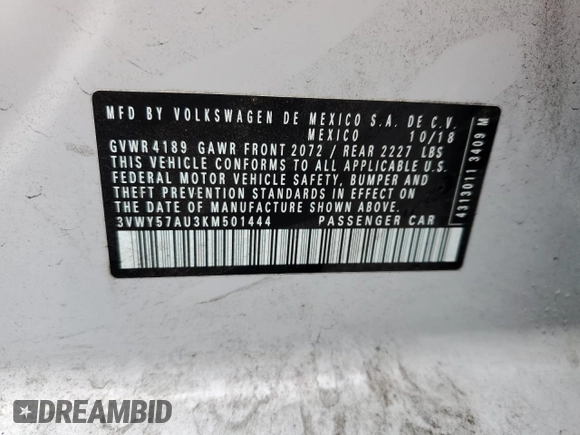 MFD BY VOLKSWAGEN DE MEXICO S.A. DE C.V.
MEXICO 10/18
GVWR 4189 GAWR FRONT 2072 / REAR 2227 LBS
THIS VEHICLE CONFORMS TO ALL APPLICABLE U.S.
FEDERAL MOTOR VEHICLE SAFETY, BUMPER AND
THEFT PREVENTION STANDARDS IN EFFECT ON
THE DATE OF MANUFACTURE SHOWN ABOVE.
3VWY57AU3KM501444 PASSENGER CAR
4313011 3409 M
DREAMBID